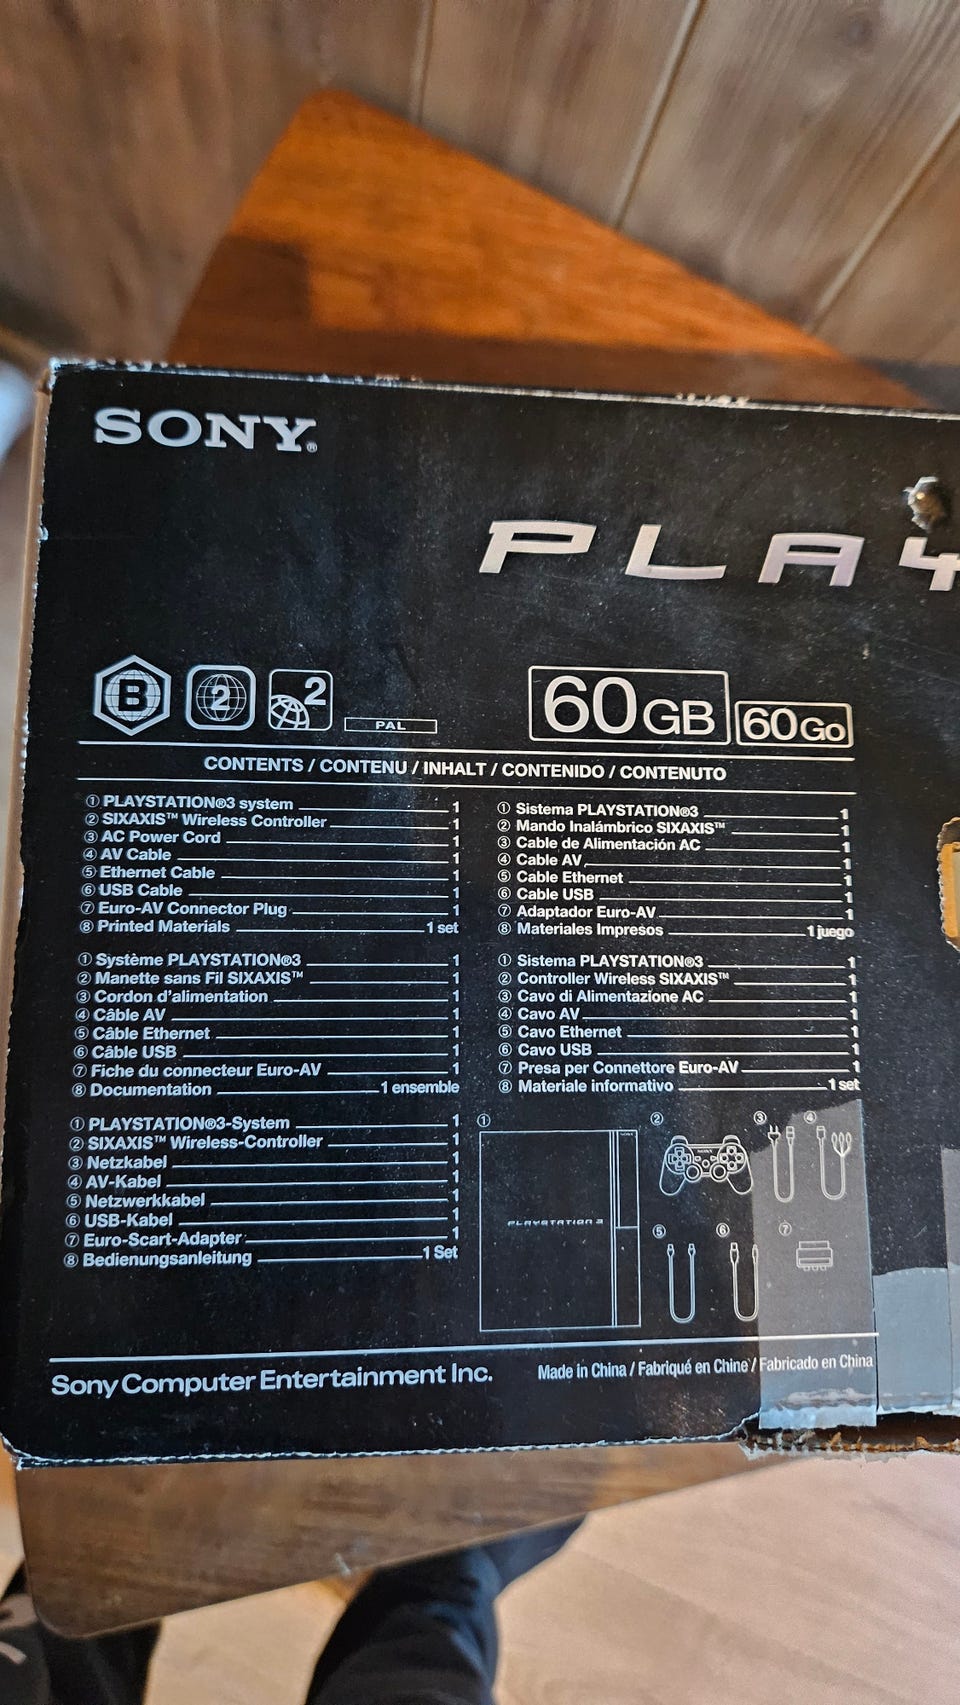 SONY®
PLAY
B
2
2
PAL
60GB
60Go
CONTENTS / CONTENU / INHALT / CONTENIDO / CONTENUTO
① PLAYSTATION®3 system 1
② SIXAXIS™ Wireless Controller 1
③ AC Power Cord 1
④ AV Cable 1
⑤ Ethernet Cable 1
⑥ USB Cable 1
⑦ Euro-AV Connector Plug 1
⑧ Printed Materials 1 set
① Système PLAYSTATION®3 1
② Manette sans Fil SIXAXIS™ 1
③ Cordon d'alimentation 1
④ Câble AV 1
⑤ Câble Ethernet 1
⑥ Câble USB 1
⑦ Fiche du connecteur Euro-AV 1
⑧ Documentation 1 ensemble
① PLAYSTATION®3-System 1
② SIXAXIS™ Wireless-Controller 1
③ Netzkabel 1
④ AV-Kabel 1
⑤ Netzwerkkabel 1
⑥ USB-Kabel 1
⑦ Euro-Scart-Adapter 1
⑧ Bedienungsanleitung 1 Set
① Sistema PLAYSTATION®3 1
② Mando Inalámbrico SIXAXIS™ 1
③ Cable de Alimentación AC 1
④ Cable AV 1
⑤ Cable Ethernet 1
⑥ Cable USB 1
⑦ Adaptador Euro-AV 1
⑧ Materiales Impresos 1 juego
① Sistema PLAYSTATION®3 1
② Controller Wireless SIXAXIS™ 1
③ Cavo di Alimentazione AC 1
④ Cavo AV 1
⑤ Cavo Ethernet 1
⑥ Cavo USB 1
⑦ Presa per Connettore Euro-AV 1
⑧ Materiale informativo 1 set
① ② ③ ④
PLAYSTATION 3
⑤ ⑥ ⑦
Sony Computer Entertainment Inc.
Made in China / Fabriqué en Chine / Fabricado en China